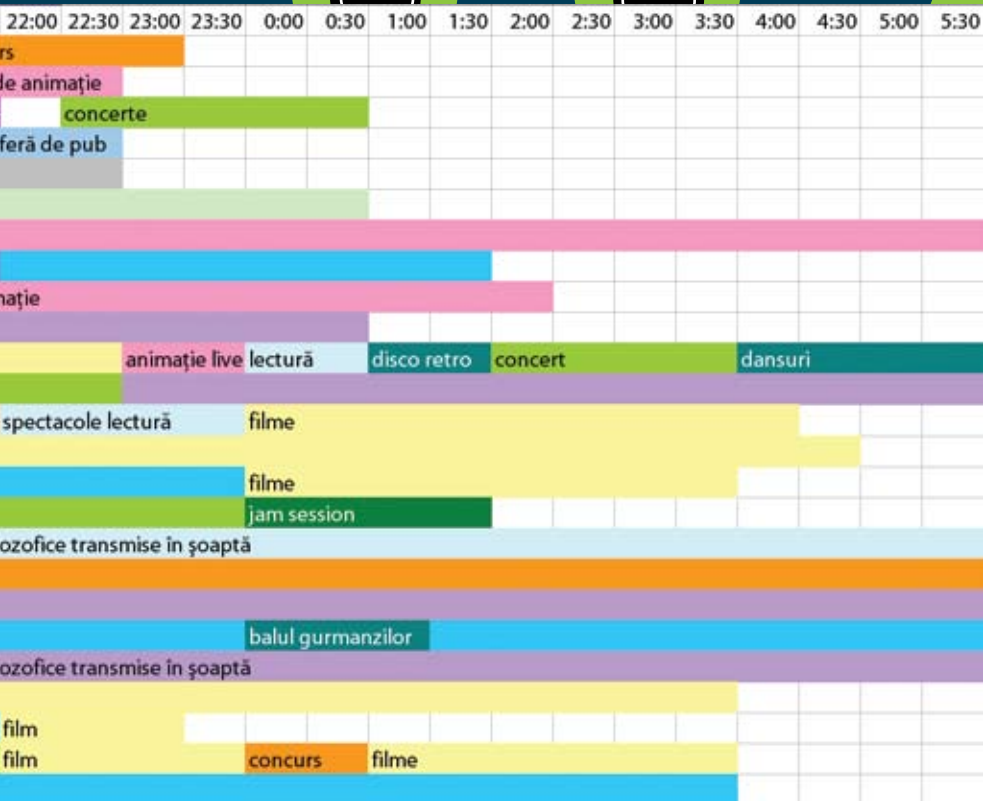 22:00 22:30 23:00 23:30 0:00 0:30 1:00 1:30 2:00 2:30 3:00 3:30 4:00 4:30 5:00 5:30
rs
de animație
concerte
feră de pub
nație
animație live lectură disco retro concert dansuri
spectacole lectură filme
filme
jam session
ozofice transmise în șoaptă
balul gurmanzilor
ozofice transmise în șoaptă
film
film concurs filme